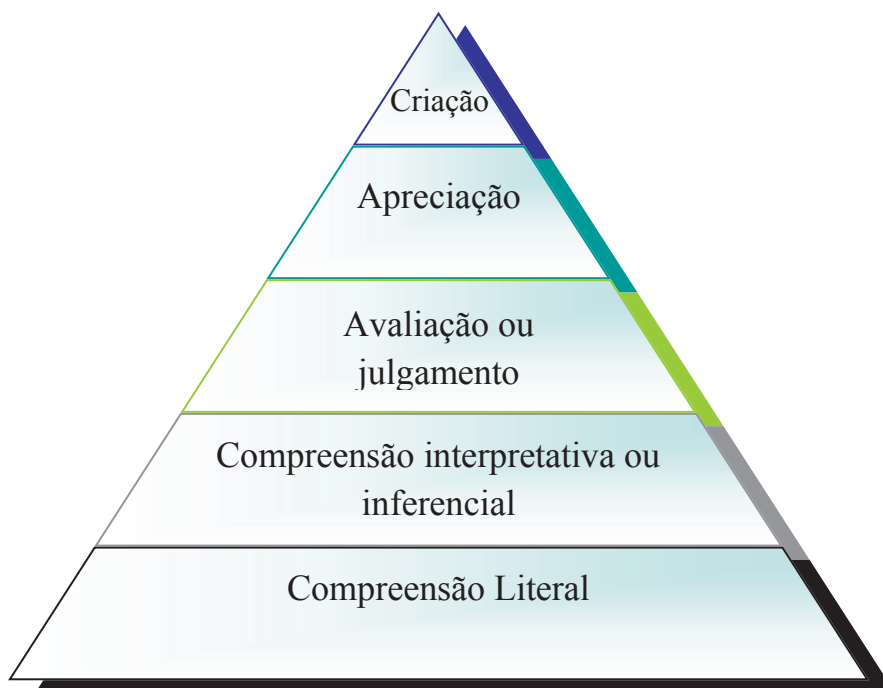 Criação
Apreciação
Avaliação ou
julgamento
Compreensão interpretativa ou
inferencial
Compreensão Literal